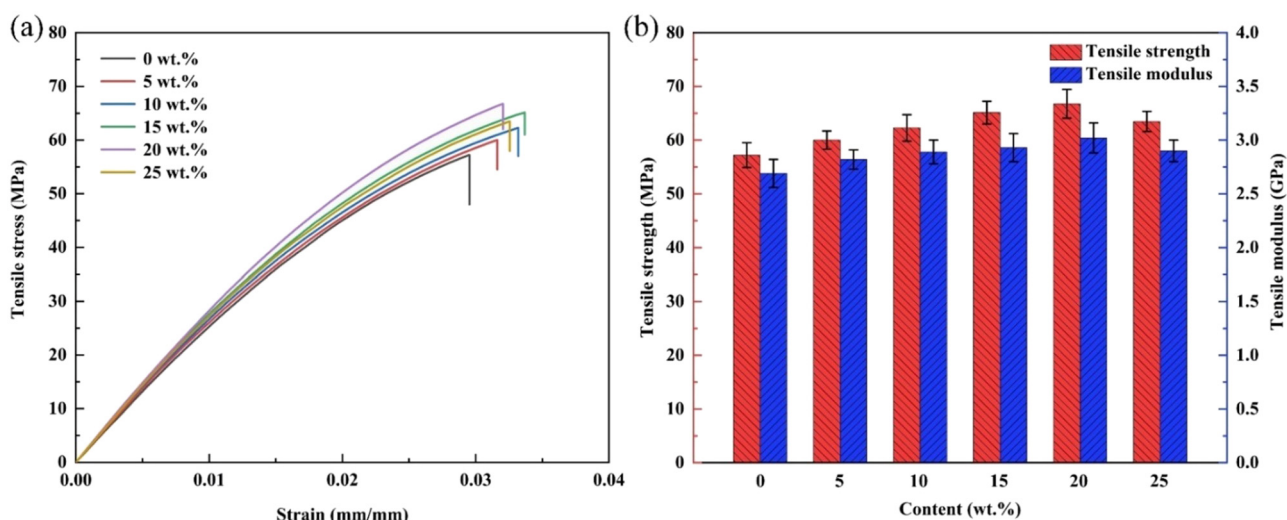 (a)
80
70
60
50
40
30
20
10
0
Tensile stress (MPa)
0 wt.%
5 wt.%
10 wt.%
15 wt.%
20 wt.%
25 wt.%
0.00 0.01 0.02 0.03 0.04
Strain (mm/mm)
(b)
80
70
60
50
40
30
20
10
0
Tensile strength (MPa)
Tensile strength
Tensile modulus
4.0
3.5
3.0
2.5
2.0
1.5
1.0
0.5
0.0
Tensile modulus (GPa)
0 5 10 15 20 25
Content (wt.%)